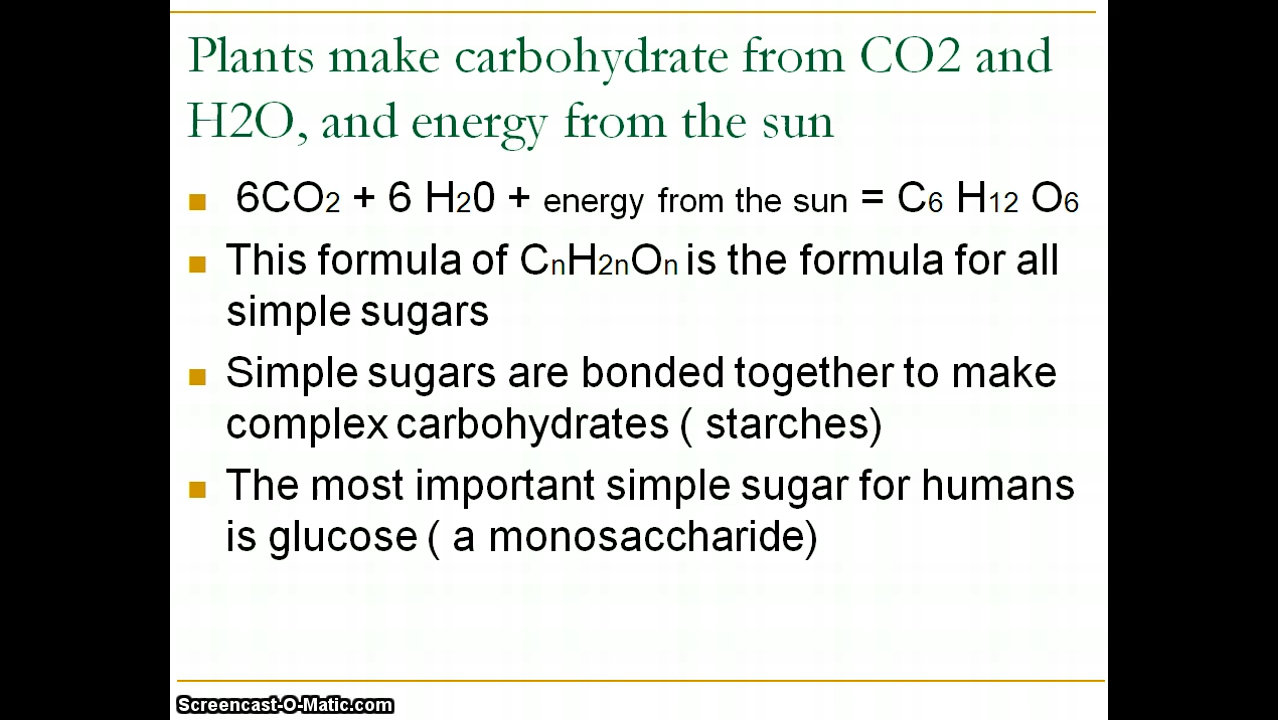 Plants make carbohydrate from CO2 and
H2O, and energy from the sun
■ 6CO2 + 6 H20 + energy from the sun = C6 H12 O6
■ This formula of CnH2nOn is the formula for all
simple sugars
■ Simple sugars are bonded together to make
complex carbohydrates ( starches)
■ The most important simple sugar for humans
is glucose ( a monosaccharide)
Screencast-O-Matic.com